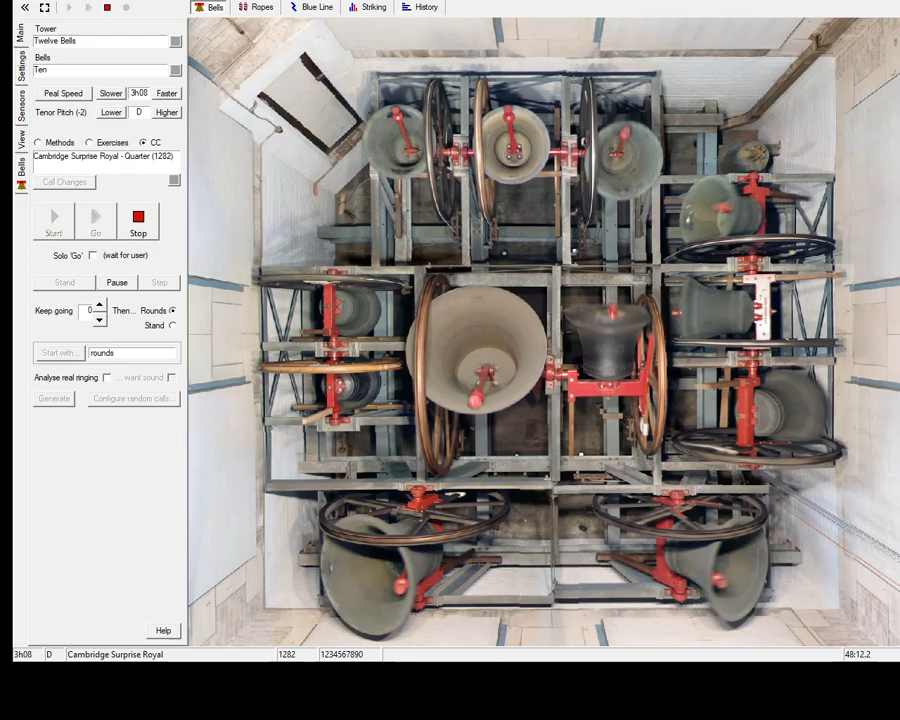 Bells Ropes Blue Line Striking History
Main
Settings
Sensors
View
Bells
Tower
Twelve Bells
Bells
Ten
Peal Speed Slower 3h08 Faster
Tenor Pitch (-2) Lower D Higher
Methods Exercises CC
Cambridge Surprise Royal - Quarter (1282)
Call Changes
Start Go Stop
Solo 'Go' (wait for user)
Stand Pause Step
Keep going 0 Then... Rounds
Stand
Start with... rounds
Analyse real ringing ... want sound
Generate Configure random calls...
Help
3h08 D Cambridge Surprise Royal 1282 1234567890 48:12.2